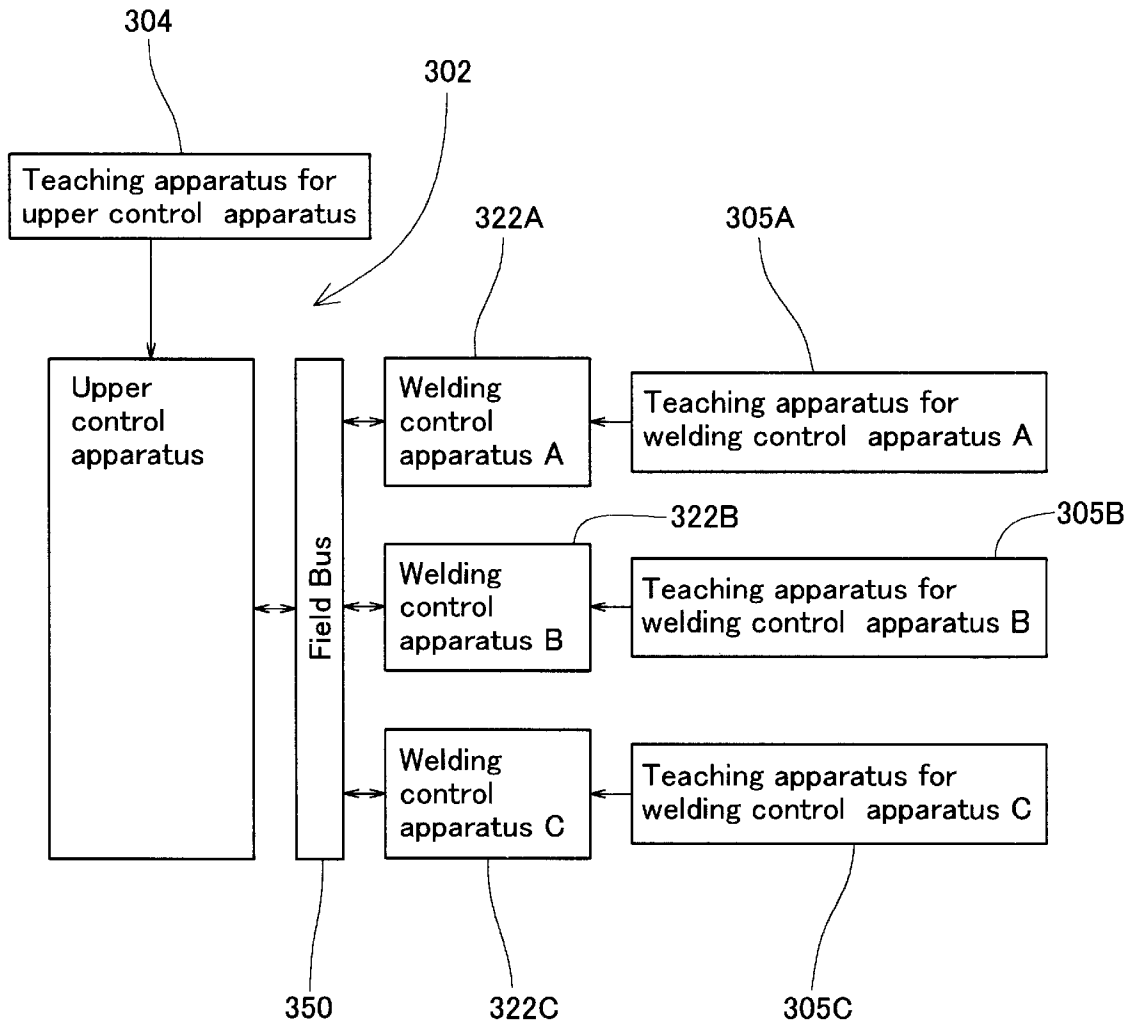 304
302
Teaching apparatus for
upper control apparatus
322A
305A
Upper
control
apparatus
Field Bus
Welding
control
apparatus A
Teaching apparatus for
welding control apparatus A
322B
305B
Welding
control
apparatus B
Teaching apparatus for
welding control apparatus B
Welding
control
apparatus C
Teaching apparatus for
welding control apparatus C
350
322C
305C